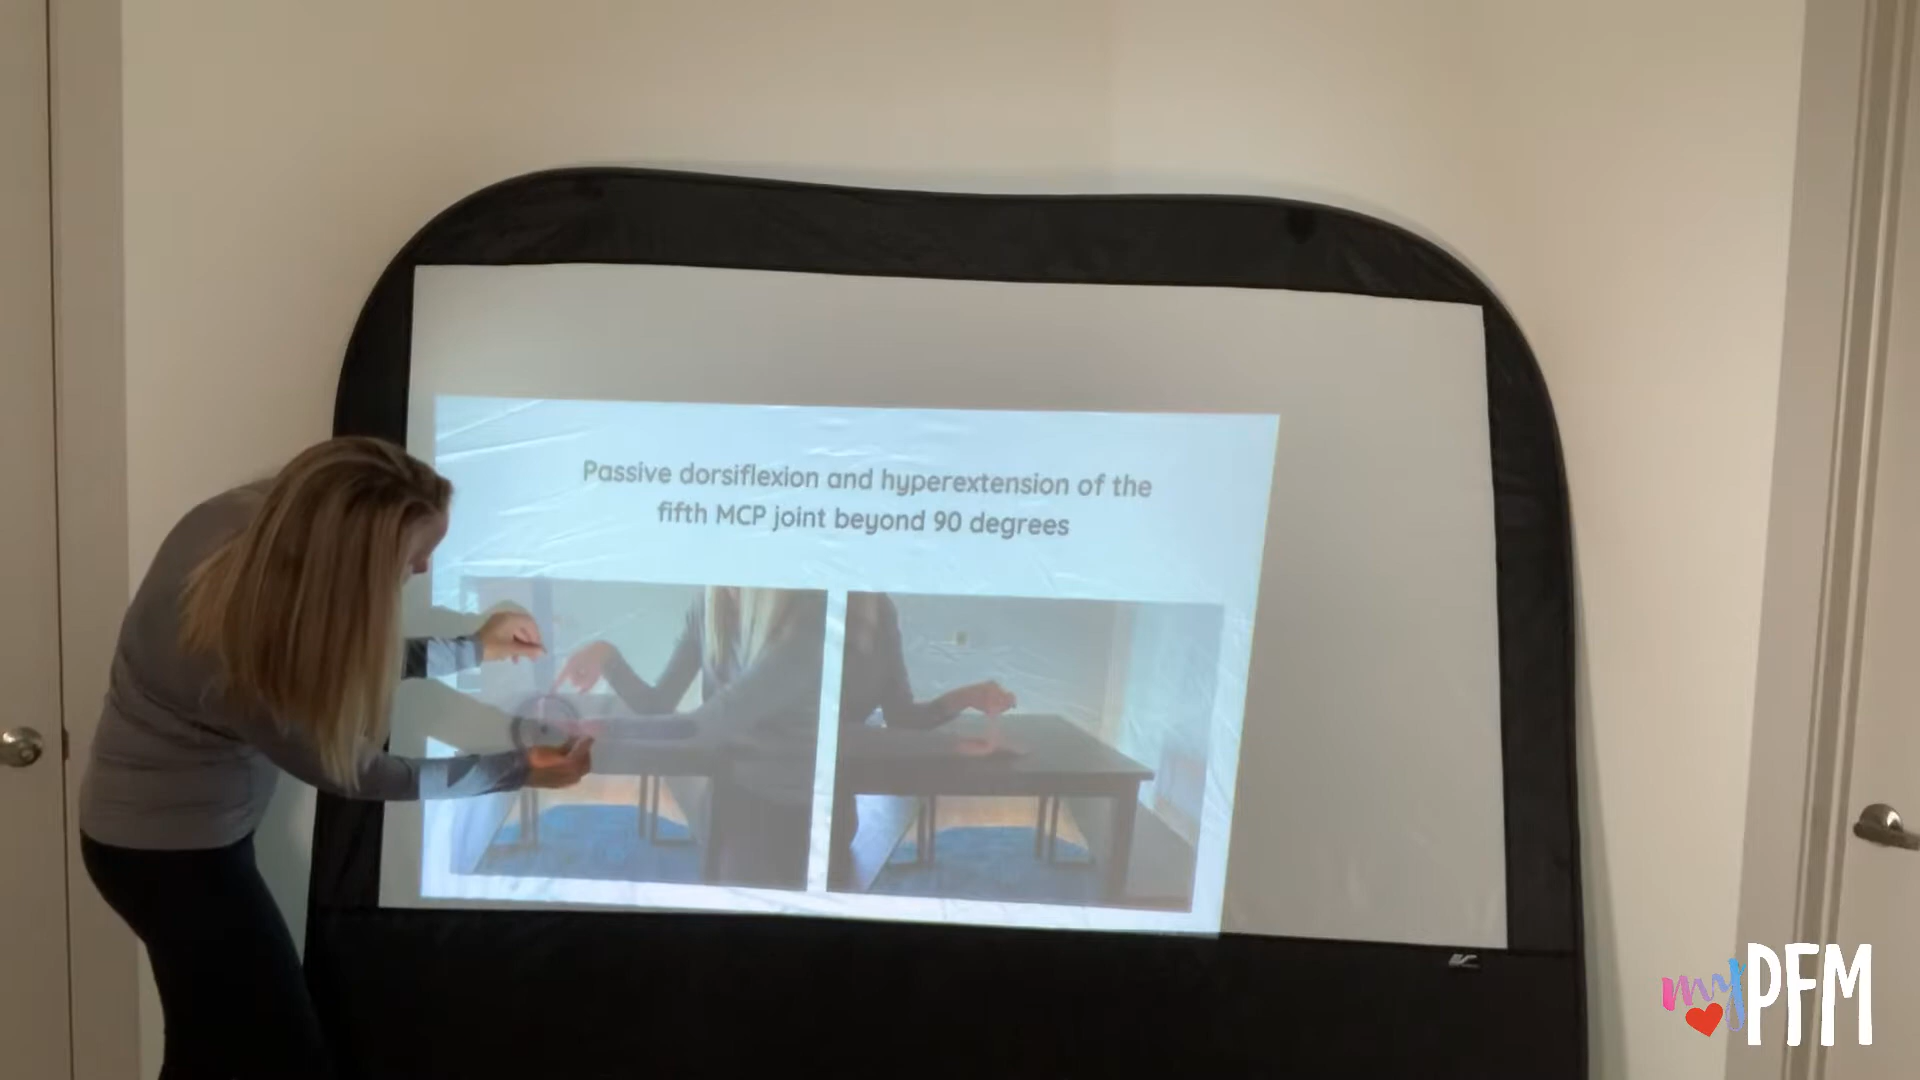 Passive dorsiflexion and hyperextension of the
fifth MCP joint beyond 90 degrees
myPFM